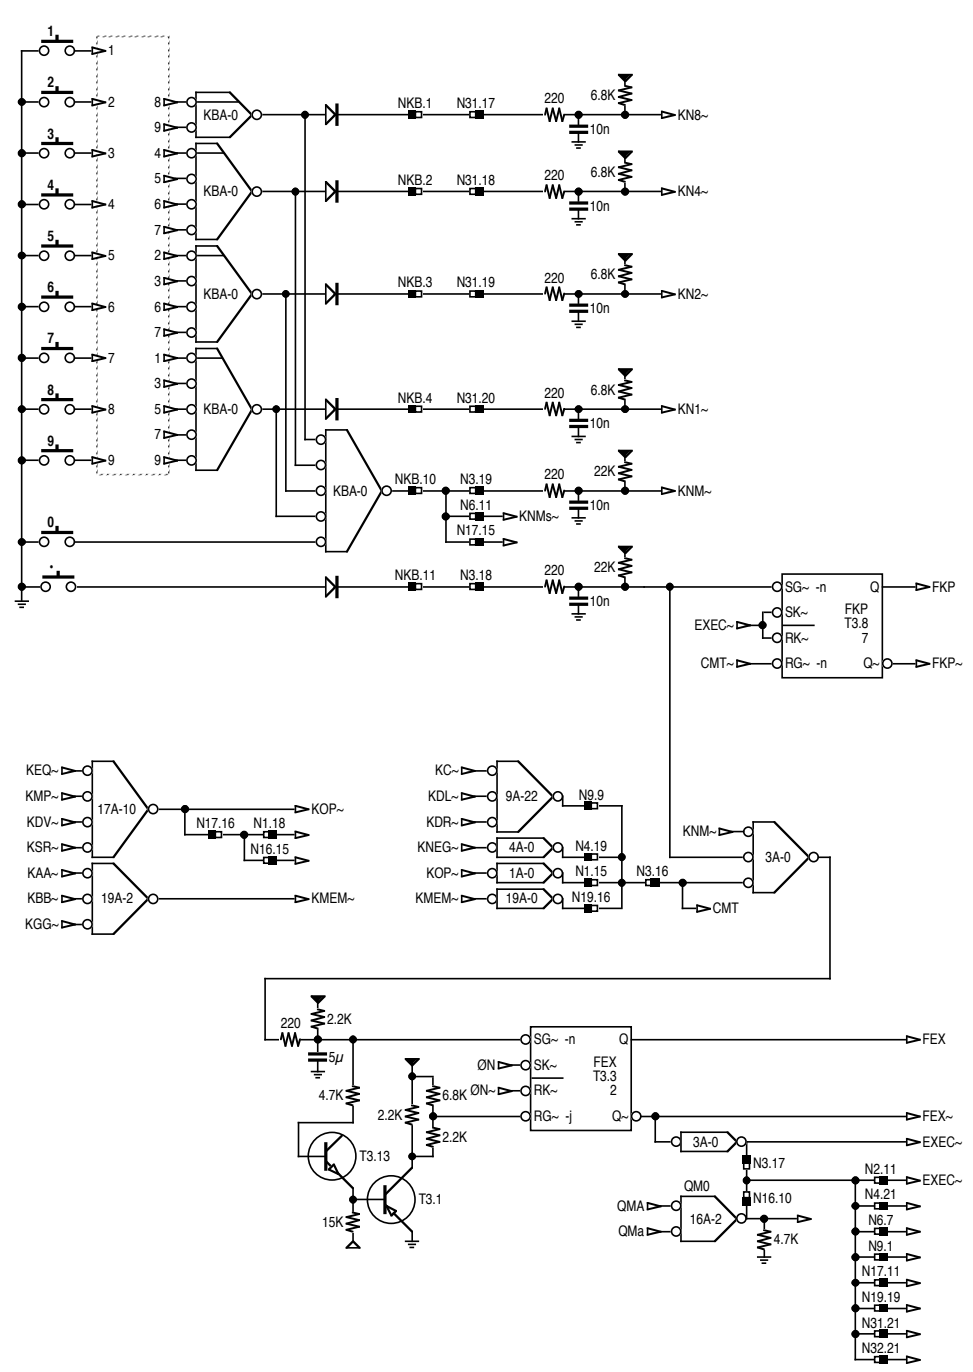 1
1
2
2
8
KBA-0
9
NKB.1
N31.17
220
6.8K
10n
KN8~
3
3
4
5
6
7
KBA-0
NKB.2
N31.18
220
6.8K
10n
KN4~
4
4
5
5
2
3
6
7
KBA-0
NKB.3
N31.19
220
6.8K
10n
KN2~
6
6
7
7
1
3
5
7
9
KBA-0
NKB.4
N31.20
220
6.8K
10n
KN1~
8
8
9
9
KBA-0
NKB.10
N3.19
220
22K
10n
KNM~
N6.11
KNMs~
N17.15
0
.
NKB.11
N3.18
220
22K
10n
SG~ -n
Q
FKP
SK~
FKP
T3.8
7
EXEC~
RK~
CMT~
RG~ -n
Q~
FKP~
KEQ~
KMP~
KDV~
KSR~
17A-10
KOP~
N17.16
N1.18
N16.15
KAA~
KBB~
KGG~
19A-2
KMEM~
KC~
KDL~
KDR~
9A-22
N9.9
KNEG~
4A-0
N4.19
KOP~
1A-0
N1.15
KMEM~
19A-0
N19.16
N3.16
CMT
KNM~
3A-0
220
2.2K
5µ
4.7K
T3.13
15K
2.2K
6.8K
2.2K
T3.1
SG~ -n
Q
FEX
ØN
SK~
FEX
T3.3
2
ØN~
RK~
RG~ -j
Q~
FEX~
3A-0
EXEC~
N3.17
N2.11
EXEC~
QM0
N16.10
N4.21
QMA
QMa
16A-2
4.7K
N6.7
N9.1
N17.11
N19.19
N31.21
N32.21